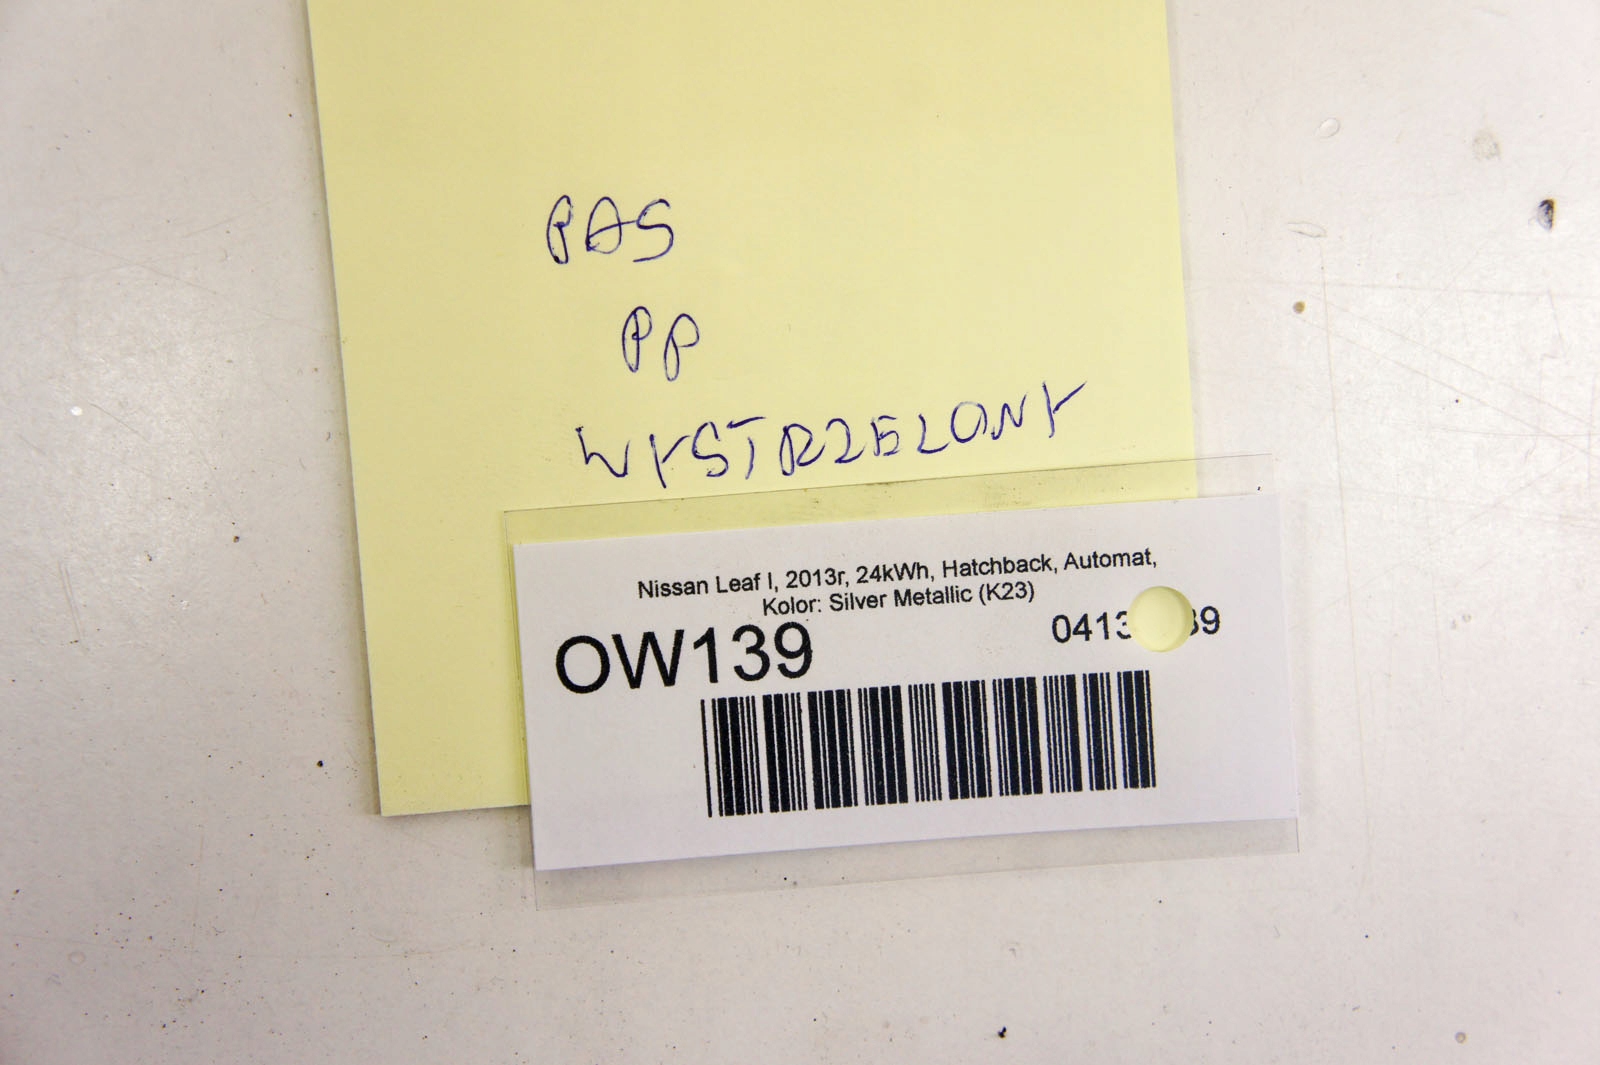 PAS
PP
WYSTRZELONY
Nissan Leaf I, 2013r, 24kWh, Hatchback, Automat,
Kolor: Silver Metallic (K23)
OW139